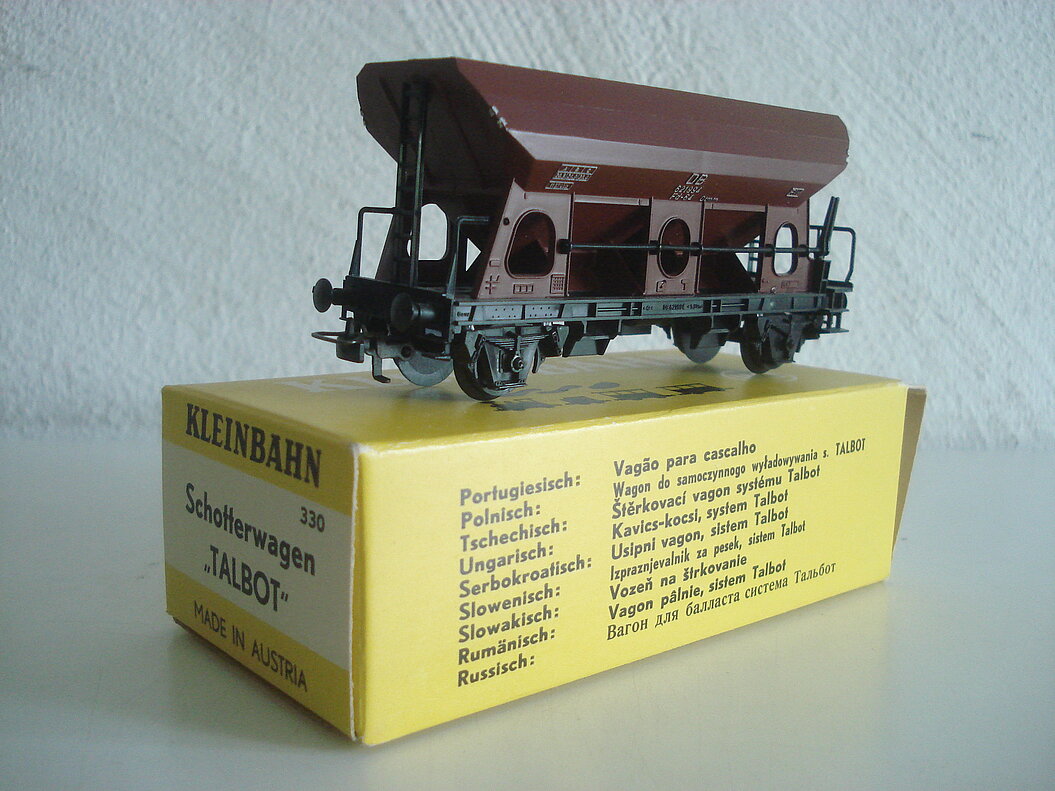 DB
KLEINBAHN
330
Schotterwagen
„TALBOT“
MADE IN AUSTRIA
Portugiesisch: Vagão para cascalho
Polnisch: Wagon do samoczynnego wyładowywania s. TALBOT
Tschechisch: Štěrkovací vagon systému Talbot
Ungarisch: Kavics-kocsi, system Talbot
Serbokroatisch: Usipni vagon, sistem Talbot
Slowenisch: Izpraznjevalnik za pesek, sistem Talbot
Slowakisch: Vozeň na štrkovanie
Rumänisch: Vagon pâlnie, sistem Talbot
Russisch: Вагон для балласта система Тальбот